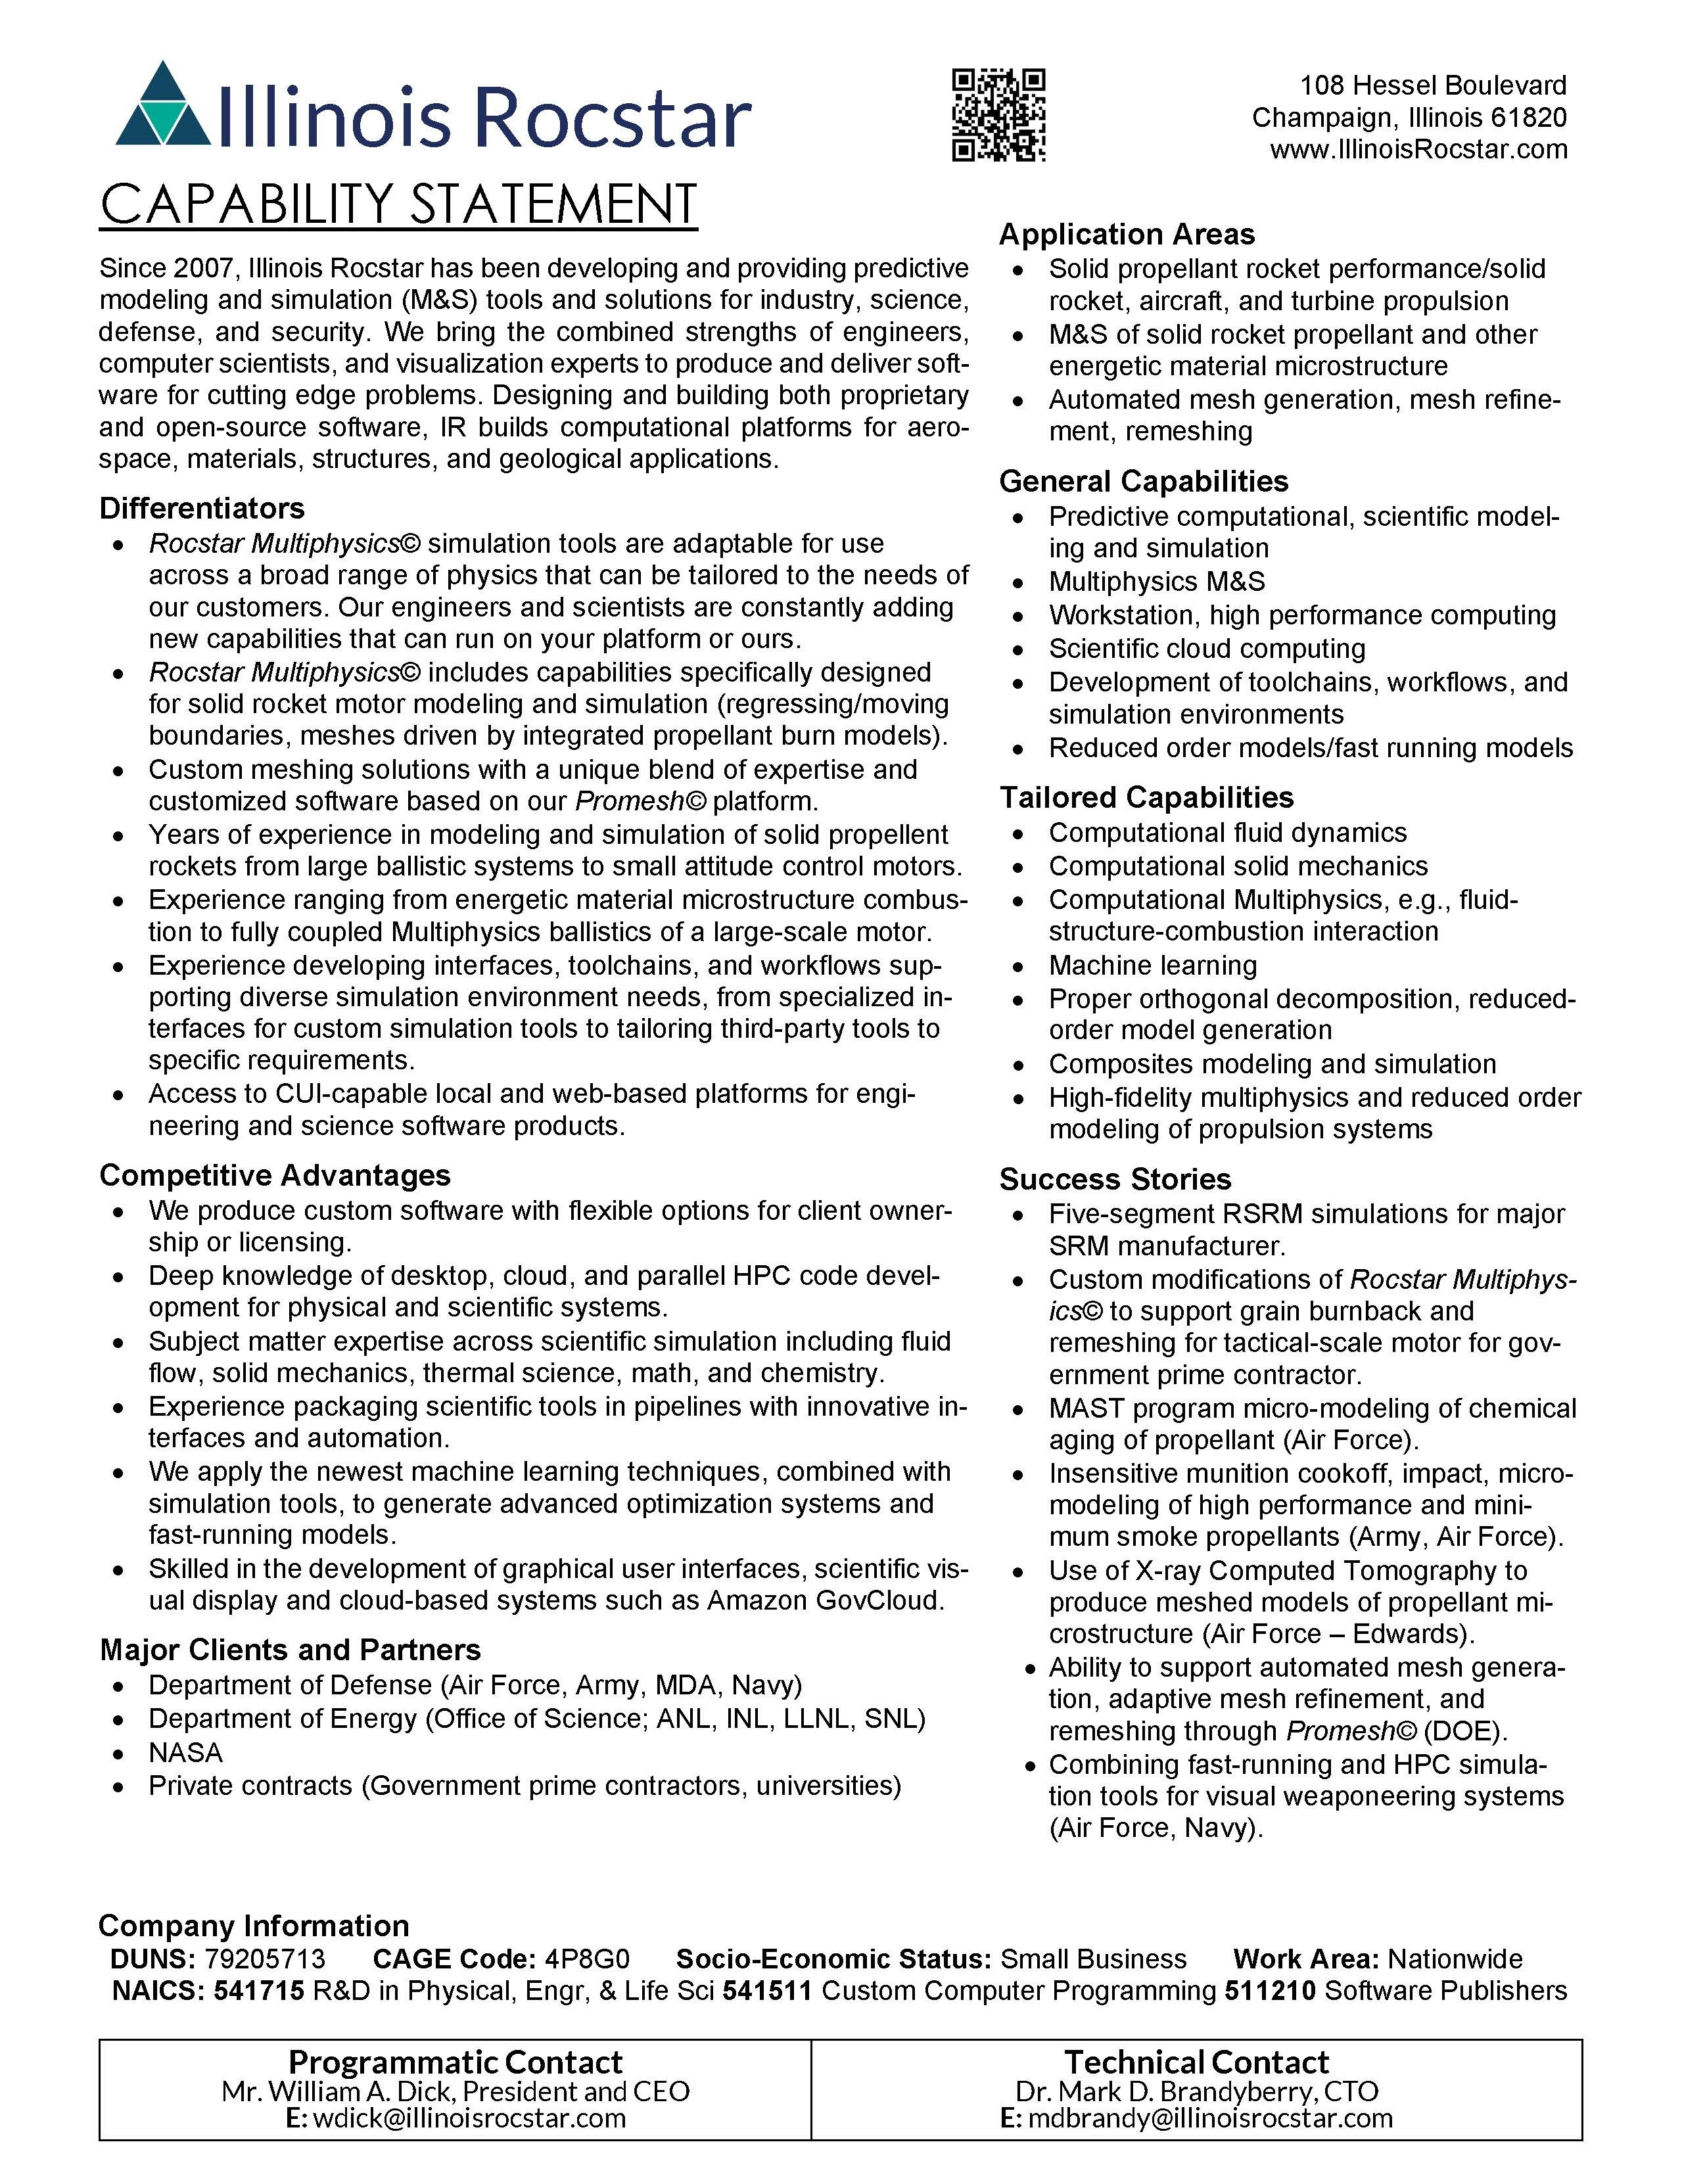 Illinois Rocstar
108 Hessel Boulevard
Champaign, Illinois 61820
www.IllinoisRocstar.com
CAPABILITY STATEMENT
Since 2007, Illinois Rocstar has been developing and providing predictive
modeling and simulation (M&S) tools and solutions for industry, science,
defense, and security. We bring the combined strengths of engineers,
computer scientists, and visualization experts to produce and deliver soft-
ware for cutting edge problems. Designing and building both proprietary
and open-source software, IR builds computational platforms for aero-
space, materials, structures, and geological applications.
Differentiators
• Rocstar Multiphysics© simulation tools are adaptable for use
across a broad range of physics that can be tailored to the needs of
our customers. Our engineers and scientists are constantly adding
new capabilities that can run on your platform or ours.
• Rocstar Multiphysics© includes capabilities specifically designed
for solid rocket motor modeling and simulation (regressing/moving
boundaries, meshes driven by integrated propellant burn models).
• Custom meshing solutions with a unique blend of expertise and
customized software based on our Promesh© platform.
• Years of experience in modeling and simulation of solid propellent
rockets from large ballistic systems to small attitude control motors.
• Experience ranging from energetic material microstructure combus-
tion to fully coupled Multiphysics ballistics of a large-scale motor.
• Experience developing interfaces, toolchains, and workflows sup-
porting diverse simulation environment needs, from specialized in-
terfaces for custom simulation tools to tailoring third-party tools to
specific requirements.
• Access to CUI-capable local and web-based platforms for engi-
neering and science software products.
Competitive Advantages
• We produce custom software with flexible options for client owner-
ship or licensing.
• Deep knowledge of desktop, cloud, and parallel HPC code devel-
opment for physical and scientific systems.
• Subject matter expertise across scientific simulation including fluid
flow, solid mechanics, thermal science, math, and chemistry.
• Experience packaging scientific tools in pipelines with innovative in-
terfaces and automation.
• We apply the newest machine learning techniques, combined with
simulation tools, to generate advanced optimization systems and
fast-running models.
• Skilled in the development of graphical user interfaces, scientific vis-
ual display and cloud-based systems such as Amazon GovCloud.
Major Clients and Partners
• Department of Defense (Air Force, Army, MDA, Navy)
• Department of Energy (Office of Science; ANL, INL, LLNL, SNL)
• NASA
• Private contracts (Government prime contractors, universities)
Application Areas
• Solid propellant rocket performance/solid
rocket, aircraft, and turbine propulsion
• M&S of solid rocket propellant and other
energetic material microstructure
• Automated mesh generation, mesh refine-
ment, remeshing
General Capabilities
• Predictive computational, scientific model-
ing and simulation
• Multiphysics M&S
• Workstation, high performance computing
• Scientific cloud computing
• Development of toolchains, workflows, and
simulation environments
• Reduced order models/fast running models
Tailored Capabilities
• Computational fluid dynamics
• Computational solid mechanics
• Computational Multiphysics, e.g., fluid-
structure-combustion interaction
• Machine learning
• Proper orthogonal decomposition, reduced-
order model generation
• Composites modeling and simulation
• High-fidelity multiphysics and reduced order
modeling of propulsion systems
Success Stories
• Five-segment RSRM simulations for major
SRM manufacturer.
• Custom modifications of Rocstar Multiphys-
ics© to support grain burnback and
remeshing for tactical-scale motor for gov-
ernment prime contractor.
• MAST program micro-modeling of chemical
aging of propellant (Air Force).
• Insensitive munition cookoff, impact, micro-
modeling of high performance and mini-
mum smoke propellants (Army, Air Force).
• Use of X-ray Computed Tomography to
produce meshed models of propellant mi-
crostructure (Air Force – Edwards).
• Ability to support automated mesh genera-
tion, adaptive mesh refinement, and
remeshing through Promesh© (DOE).
• Combining fast-running and HPC simula-
tion tools for visual weaponeering systems
(Air Force, Navy).
Company Information
DUNS: 79205713 CAGE Code: 4P8G0 Socio-Economic Status: Small Business Work Area: Nationwide
NAICS: 541715 R&D in Physical, Engr, & Life Sci 541511 Custom Computer Programming 511210 Software Publishers
Programmatic Contact
Mr. William A. Dick, President and CEO
E: wdick@illinoisrocstar.com
Technical Contact
Dr. Mark D. Brandyberry, CTO
E: mdbrandy@illinoisrocstar.com